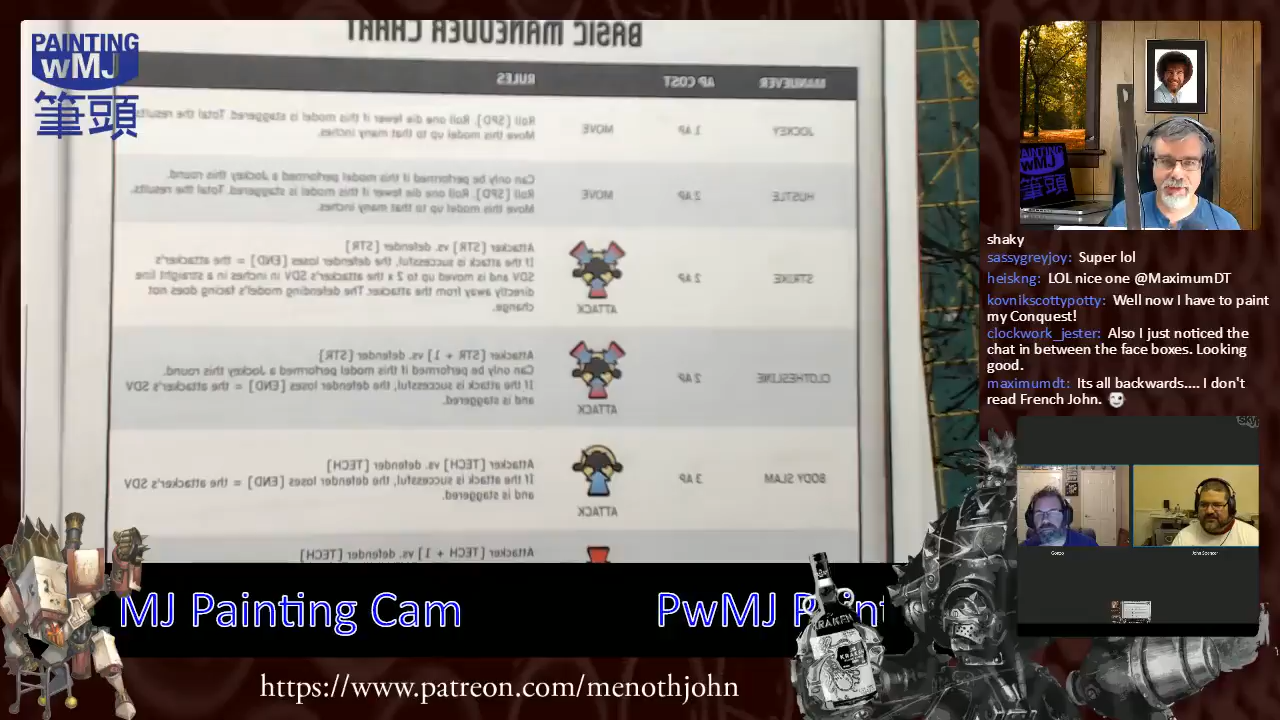 PAINTING
wMJ
筆頭
BASIC MANEUVER CHART
MANUEVER AP COST RULES
JOCKEY 1 AP MOVE
Roll [SPD]. Roll one die fewer if this model is staggered. Total the results.
Move this model up to that many inches.
HUSTLE 2 AP MOVE
Can only be performed if this model performed a Jockey this round.
Roll [SPD]. Roll one die fewer if this model is staggered. Total the results.
Move this model up to that many inches.
STRIKE 2 AP ATTACK
Attacker [STR] vs. defender [STR]
If the attack is successful, the defender loses [END] = the attacker's
SDV and is moved up to 2 x the attacker's SDV in inches in a straight line
directly away from the attacker. The defending model's facing does not
change.
CLOTHESLINE 2 AP ATTACK
Attacker [STR + 1] vs. defender [STR]
Can only be performed if this model performed a Jockey this round.
If the attack is successful, the defender loses [END] = the attacker's SDV
and is staggered.
BODY SLAM 3 AP ATTACK
Attacker [TECH] vs. defender [TECH]
If the attack is successful, the defender loses [END] = the attacker's SDV
and is staggered.
Attacker [TECH + 1] vs. defender [TECH]
PAINTING
WMJ
筆頭
shaky
sassygreyjoy: Super lol
heiskng: LOL nice one @MaximumDT
kovnikscottypotty: Well now I have to paint
my Conquest!
clockwork_jester: Also I just noticed the
chat in between the face boxes. Looking
good.
maximumdt: Its all backwards.... I don't
read French John.
Gonzo
John Spencer
MJ Painting Cam PwMJ Paint
KRAKEN
KRAKEN
https://www.patreon.com/menothjohn